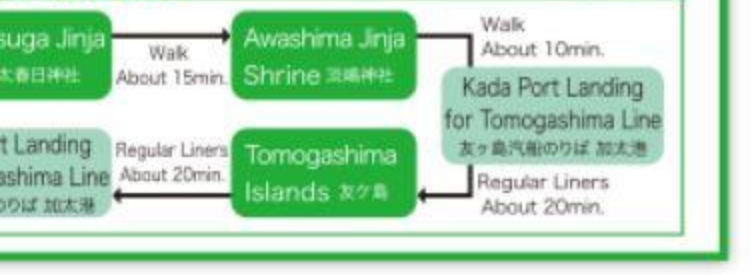 suga Jinja
太春日神社
Walk
About 15min.
Awashima Jinja
Shrine 淡嶋神社
Walk
About 10min.
Kada Port Landing
for Tomogashima Line
友ヶ島汽船のりば 加太港
Regular Liners
About 20min.
Tomogashima
Islands 友ケ島
Regular Liners
About 20min.
t Landing
ashima Line
のりば 加太港